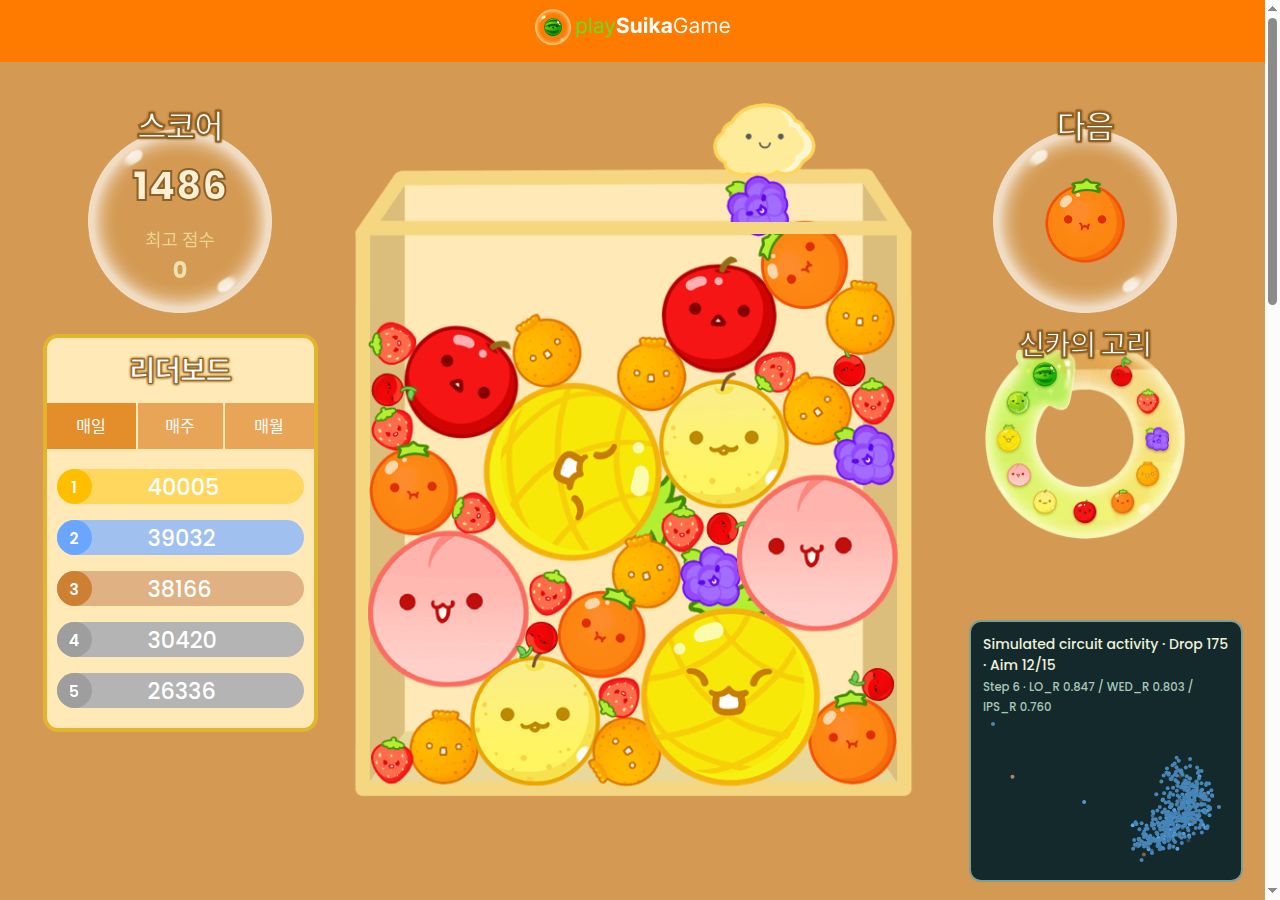 playSuikaGame
스코어
1486
최고 점수
0
리더보드
매일 매주 매월
1 40005
2 39032
3 38166
4 30420
5 26336
다음
신카의 고리
Simulated circuit activity · Drop 175
· Aim 12/15
Step 6 · LO_R 0.847 / WED_R 0.803 /
IPS_R 0.760